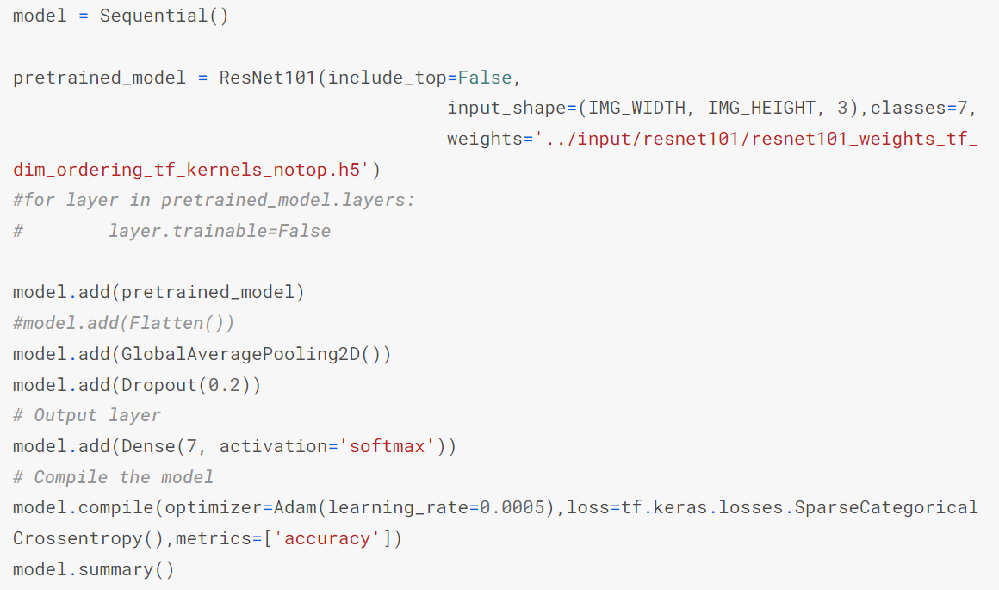 model = Sequential()
pretrained_model = ResNet101(include_top=False,
input_shape=(IMG_WIDTH, IMG_HEIGHT, 3),classes=7,
weights='../input/resnet101/resnet101_weights_tf_
dim_ordering_tf_kernels_notop.h5')
#for layer in pretrained_model.layers:
#        layer.trainable=False
model.add(pretrained_model)
#model.add(Flatten())
model.add(GlobalAveragePooling2D())
model.add(Dropout(0.2))
# Output layer
model.add(Dense(7, activation='softmax'))
# Compile the model
model.compile(optimizer=Adam(learning_rate=0.0005),loss=tf.keras.losses.SparseCategorical
Crossentropy(),metrics=['accuracy'])
model.summary()